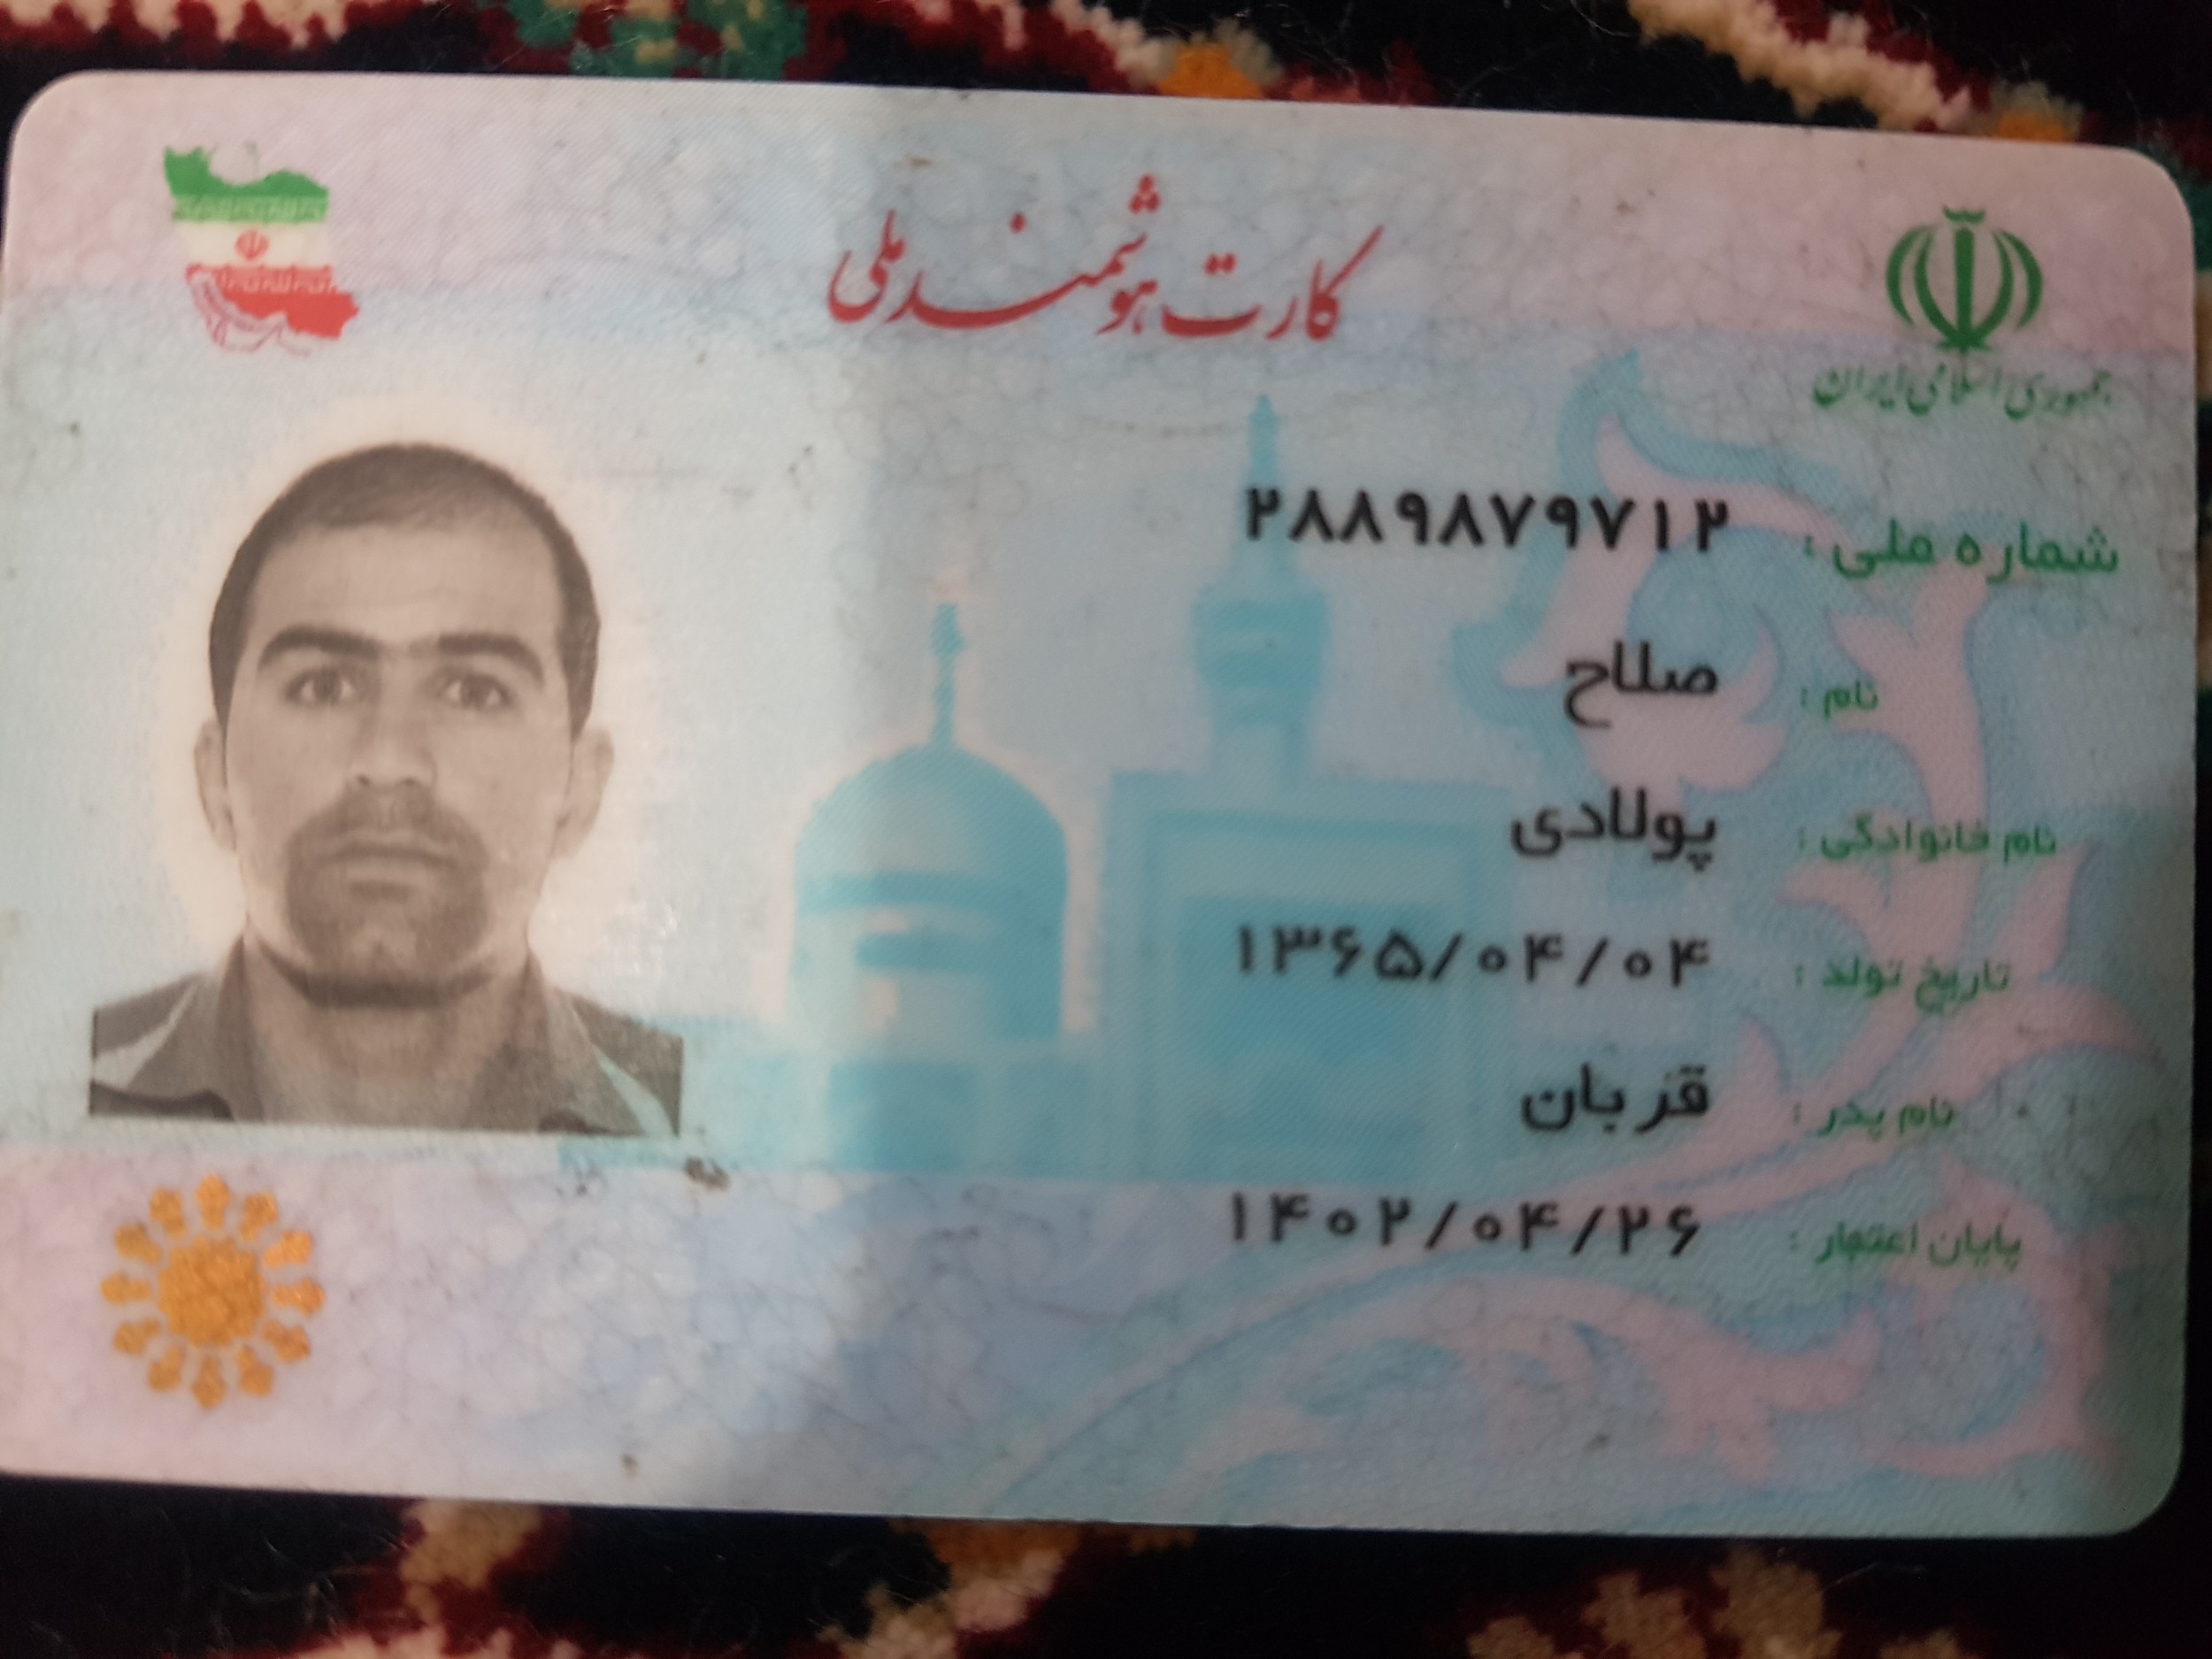 کارت هوشمند ملی
جمهوری اسلامی ایران
شماره ملی : ۲۸۸۹۸۷۹۷۱۲
نام : صلاح
نام خانوادگی : پولادی
تاریخ تولد : ۱۳۶۵/۰۴/۰۴
نام پدر : قربان
پایان اعتبار : ۱۴۰۲/۰۴/۲۶